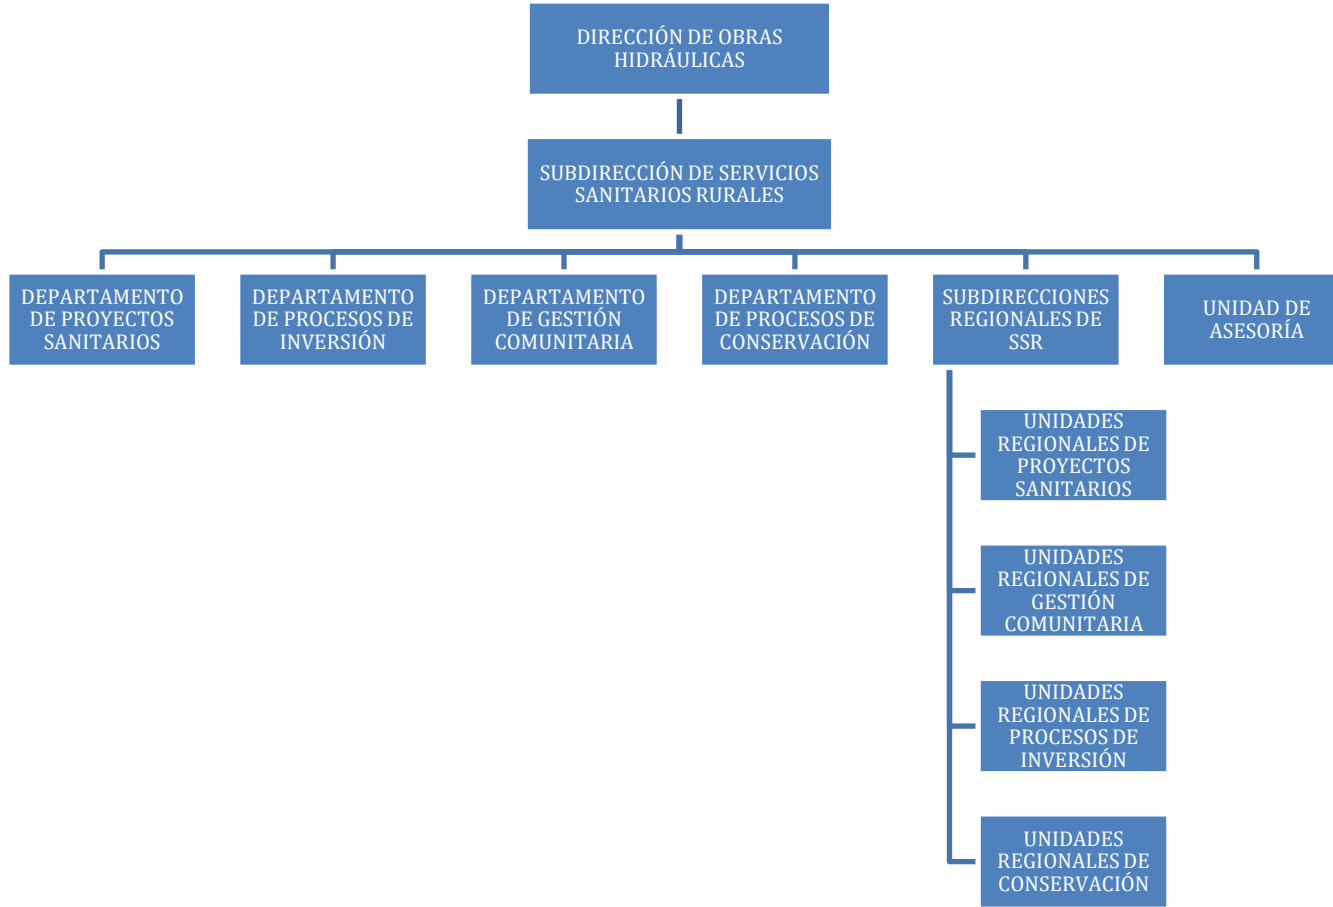 DIRECCIÓN DE OBRAS
HIDRÁULICAS
SUBDIRECCIÓN DE SERVICIOS
SANITARIOS RURALES
DEPARTAMENTO
DE PROYECTOS
SANITARIOS
DEPARTAMENTO
DE PROCESOS DE
INVERSIÓN
DEPARTAMENTO
DE GESTIÓN
COMUNITARIA
DEPARTAMENTO
DE PROCESOS DE
CONSERVACIÓN
SUBDIRECCIONES
REGIONALES DE
SSR
UNIDAD DE
ASESORÍA
UNIDADES
REGIONALES DE
PROYECTOS
SANITARIOS
UNIDADES
REGIONALES DE
GESTIÓN
COMUNITARIA
UNIDADES
REGIONALES DE
PROCESOS DE
INVERSIÓN
UNIDADES
REGIONALES DE
CONSERVACIÓN